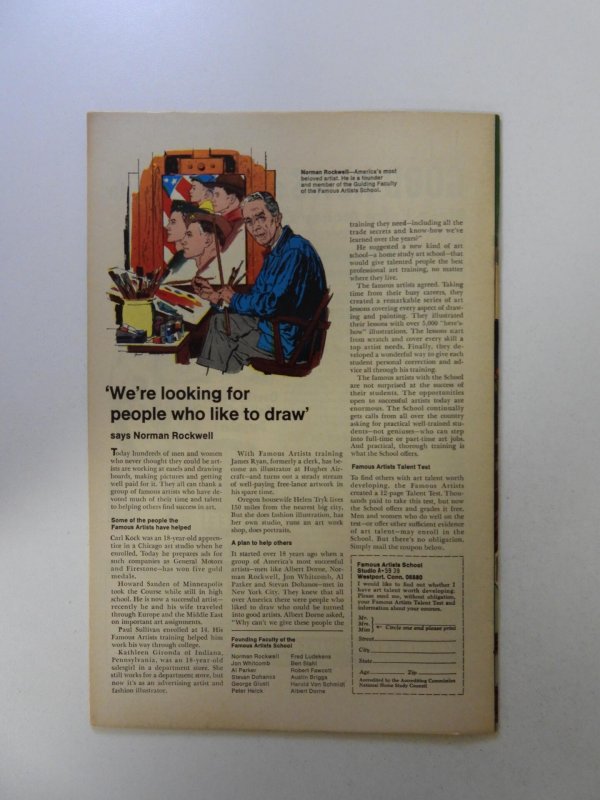 Norman Rockwell—America's most
beloved artist. He is a founder
and member of the Guiding Faculty
of the Famous Artists School.
'We're looking for
people who like to draw'
says Norman Rockwell
Today hundreds of men and women
who never thought they could be art-
ists are working at easels and drawing
boards, making pictures and getting
well paid for it. They all can thank a
group of famous artists who have de-
voted much of their time and talent
to helping others find success in art.
Some of the people the
Famous Artists have helped
Carl Kock was an 18-year-old appren-
tice in a Chicago art studio when he
enrolled. Today he prepares ads for
such companies as General Motors
and Firestone—has won five gold
medals.
Howard Sanden of Minneapolis
took the Course while still in high
school. He is now a successful artist—
recently he and his wife traveled
through Europe and the Middle East
on important art assignments.
Paul Sullivan enrolled at 14. His
Famous Artists training helped him
work his way through college.
Kathleen Gironda of Indiana,
Pennsylvania, was an 18-year-old
salesgirl in a department store. She
still works for a department store, but
now it's as an advertising artist and
fashion illustrator.
With Famous Artists training
James Ryan, formerly a clerk, has be-
come an illustrator at Hughes Air-
craft—and turns out a steady stream
of well-paying free-lance artwork in
his spare time.
Oregon housewife Helen Tryk lives
150 miles from the nearest big city.
But she does fashion illustration, has
her own studio, runs an art work
shop, does portraits.
A plan to help others
It started over 18 years ago when a
group of America's most successful
artists—men like Albert Dorne, Nor-
man Rockwell, Jon Whitcomb, Al
Parker and Stevan Dohanos—met in
New York City. They knew that all
over America there were people who
liked to draw who could be turned
into good artists. Albert Dorne asked,
"Why can't we give these people the
Founding Faculty of the
Famous Artists School
Norman Rockwell
Jon Whitcomb
Al Parker
Stevan Dohanos
George Giusti
Peter Helck
Fred Ludekens
Ben Stahl
Robert Fawcett
Austin Briggs
Harold Von Schmidt
Albert Dorne
training they need—including all the
trade secrets and know-how we've
learned over the years?"
He suggested a new kind of art
school—a home study art school—that
would give talented people the best
professional art training, no matter
where they live.
The famous artists agreed. Taking
time from their busy careers, they
created a remarkable series of art
lessons covering every aspect of draw-
ing and painting. They illustrated
their lessons with over 5,000 "here's-
how" illustrations. The lessons start
from scratch and cover every skill a
top artist needs. Finally, they de-
veloped a wonderful way to give each
student personal correction and ad-
vice all through his training.
The famous artists with the School
are not surprised at the success of
their students. The opportunities
open to successful artists today are
enormous. The School continually
gets calls from all over the country
asking for practical well-trained stu-
dents—not geniuses—who can step
into full-time or part-time art jobs.
And practical, thorough training is
what the School offers.
Famous Artists Talent Test
To find others with art talent worth
developing, the Famous Artists
created a 12-page Talent Test. Thou-
sands paid to take this test, but now
the School offers and grades it free.
Men and women who do well on the
test—or offer other sufficient evidence
of art talent—may enroll in the
School. But there's no obligation.
Simply mail the coupon below.
Famous Artists School
Studio
Westport, Conn. 06880
I would like to find out whether I
have art talent worth developing.
Please send me, without obligation,
your Famous Artists Talent Test and
information about your courses.
Mr.
Mrs.
Miss
Circle one and please print
Street
City
State
Age Zip
Accredited by the Accrediting Commission
National Home Study Council